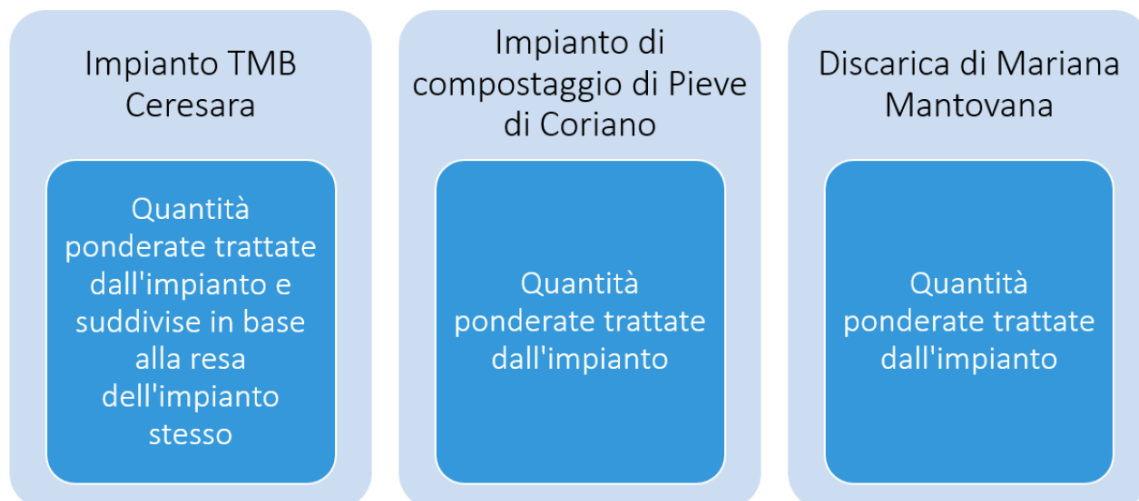 Impianto TMB
Ceresara
Quantità
ponderate trattate
dall'impianto e
suddivise in base
alla resa
dell'impianto
stesso
Impianto di
compostaggio di Pieve
di Coriano
Quantità
ponderate trattate
dall'impianto
Discarica di Mariana
Mantovana
Quantità
ponderate trattate
dall'impianto